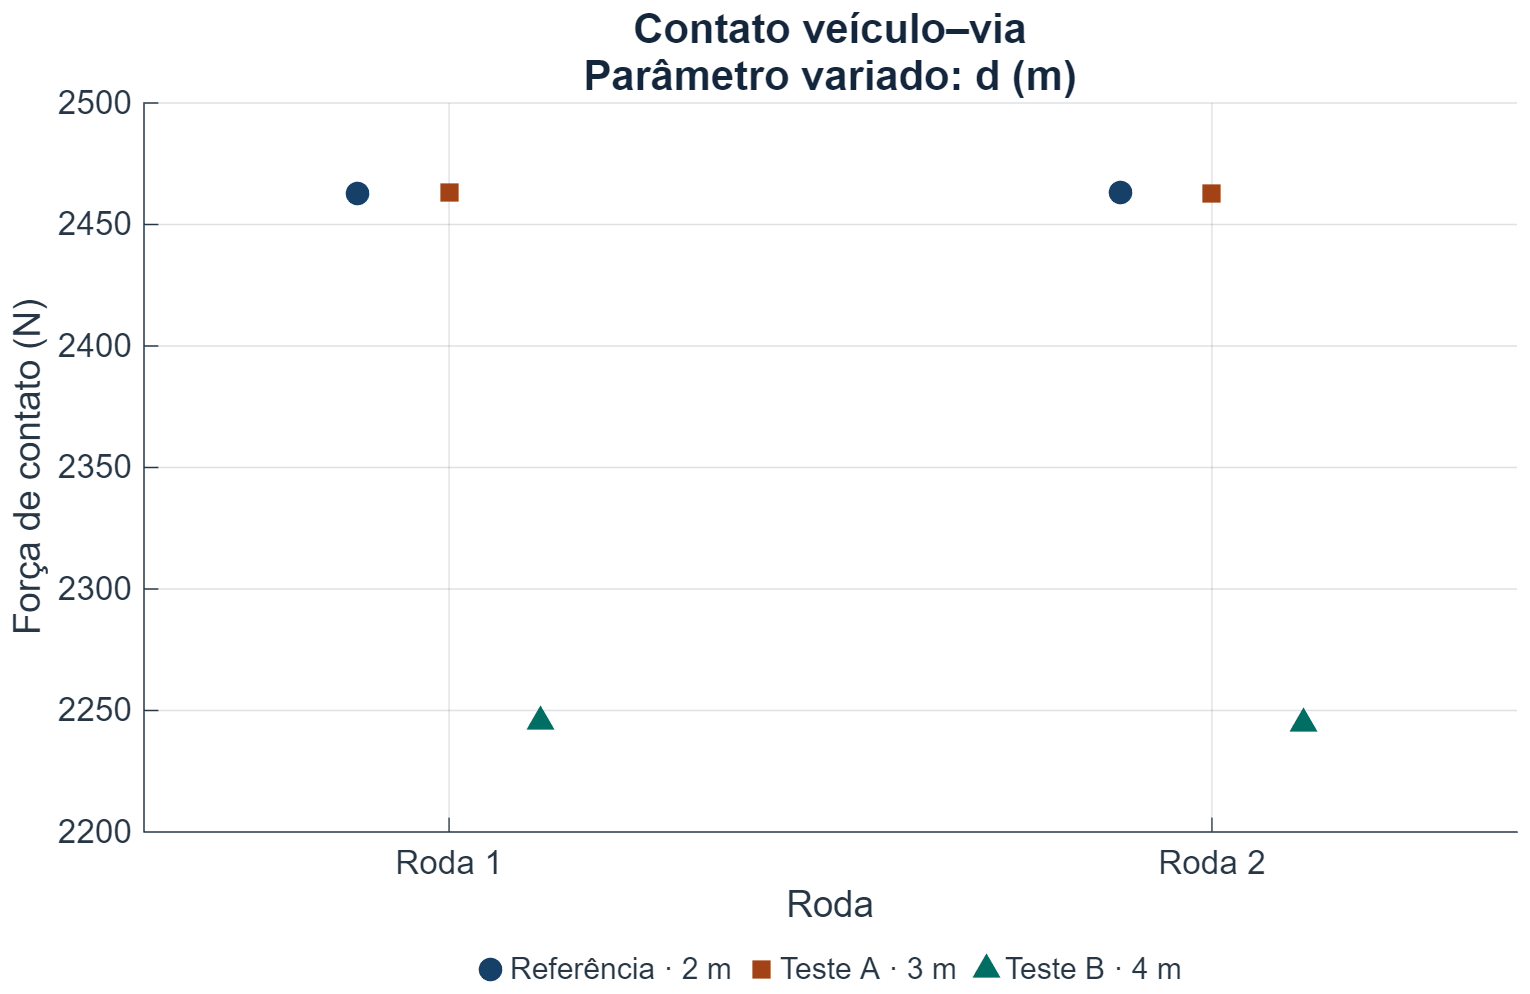 Contato veículo–via
Parâmetro variado: d (m)
Força de contato (N)
2500
2450
2400
2350
2300
2250
2200
Roda 1
Roda 2
Roda
Referência · 2 m
Teste A · 3 m
Teste B · 4 m